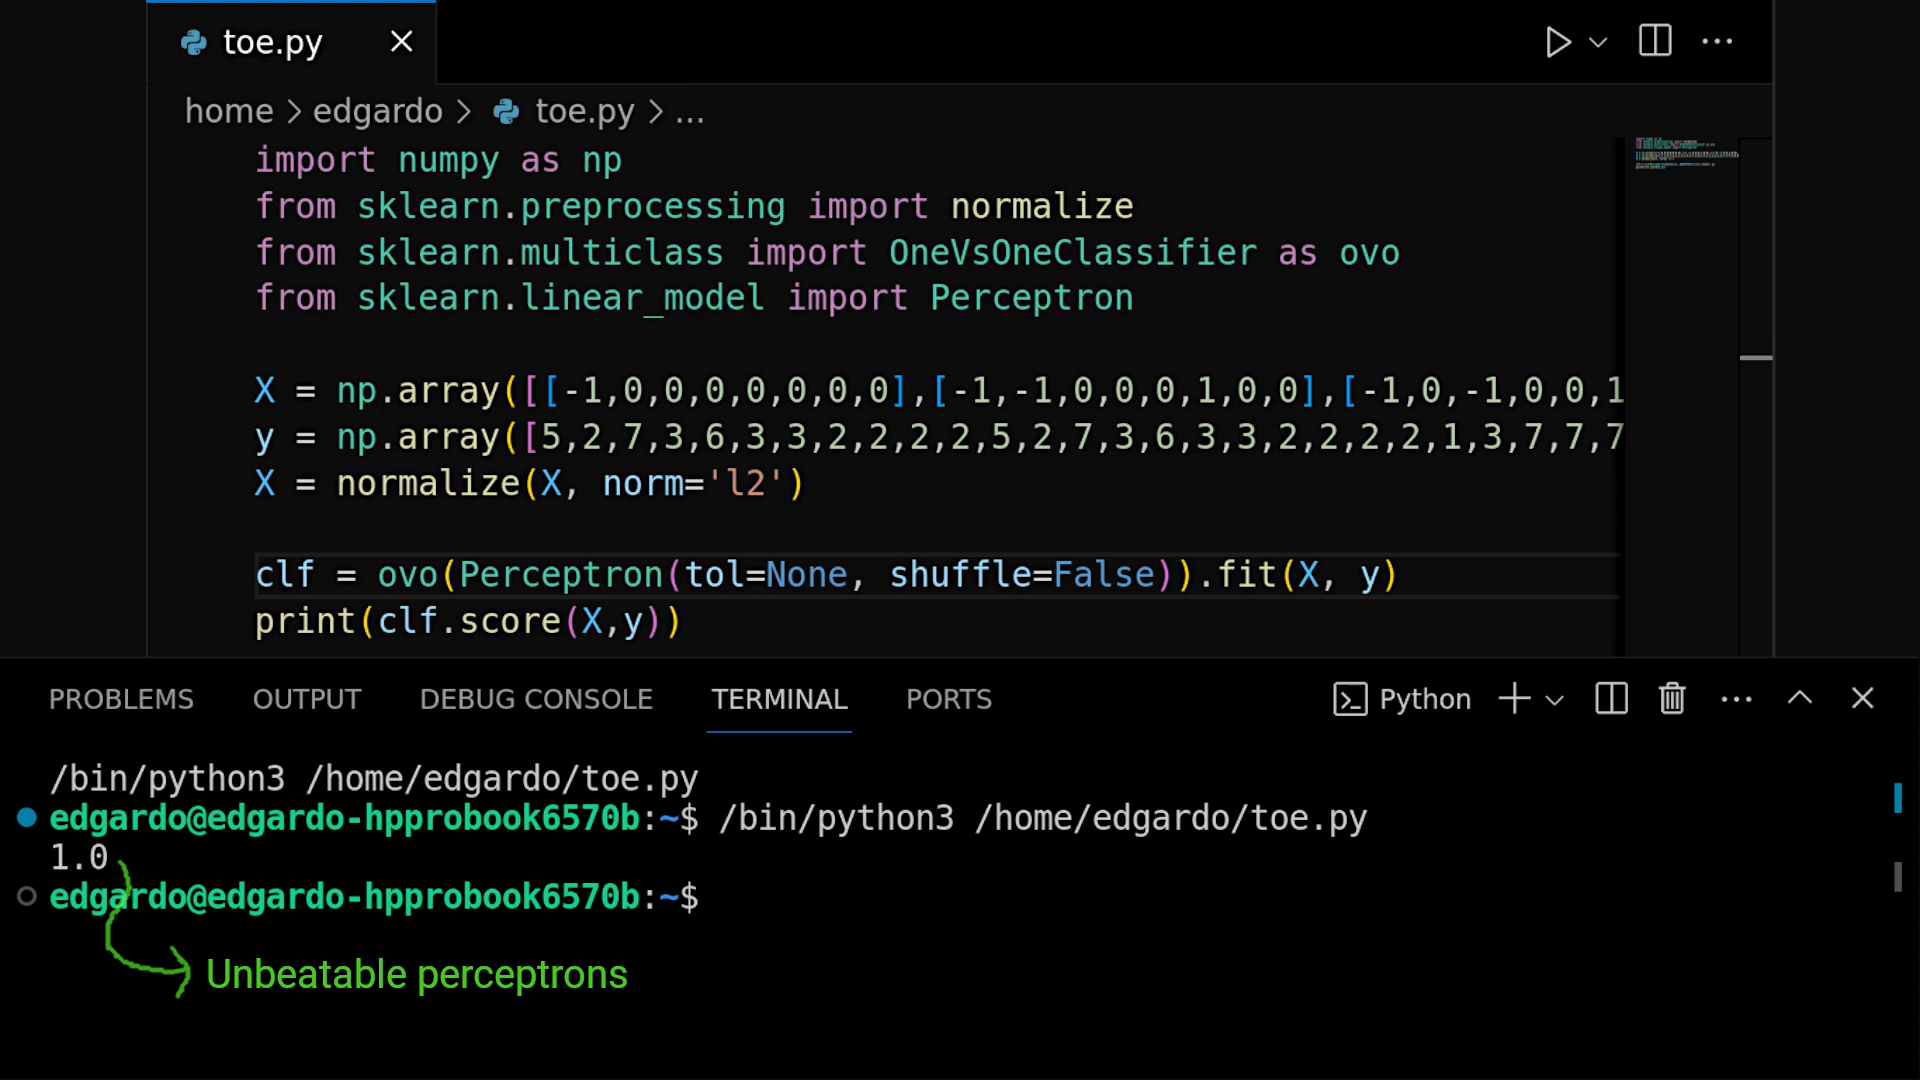 toe.py
home > edgardo > toe.py > ...
import numpy as np
from sklearn.preprocessing import normalize
from sklearn.multiclass import OneVsOneClassifier as ovo
from sklearn.linear_model import Perceptron
X = np.array([[-1,0,0,0,0,0,0,0],[-1,-1,0,0,0,1,0,0],[-1,0,-1,0,0,1
y = np.array([5,2,7,3,6,3,3,2,2,2,2,5,2,7,3,6,3,3,2,2,2,2,1,3,7,7,7
X = normalize(X, norm='l2')
clf = ovo(Perceptron(tol=None, shuffle=False)).fit(X, y)
print(clf.score(X,y))
PROBLEMS OUTPUT DEBUG CONSOLE TERMINAL PORTS Python
/bin/python3 /home/edgardo/toe.py
edgardo@edgardo-hpprobook6570b:~$ /bin/python3 /home/edgardo/toe.py
1.0
edgardo@edgardo-hpprobook6570b:~$
Unbeatable perceptrons